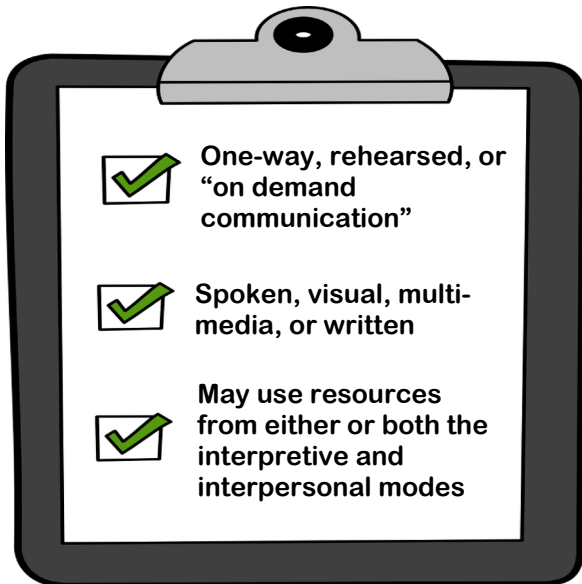 One-way, rehearsed, or
“on demand
communication”
Spoken, visual, multi-
media, or written
May use resources
from either or both the
interpretive and
interpersonal modes